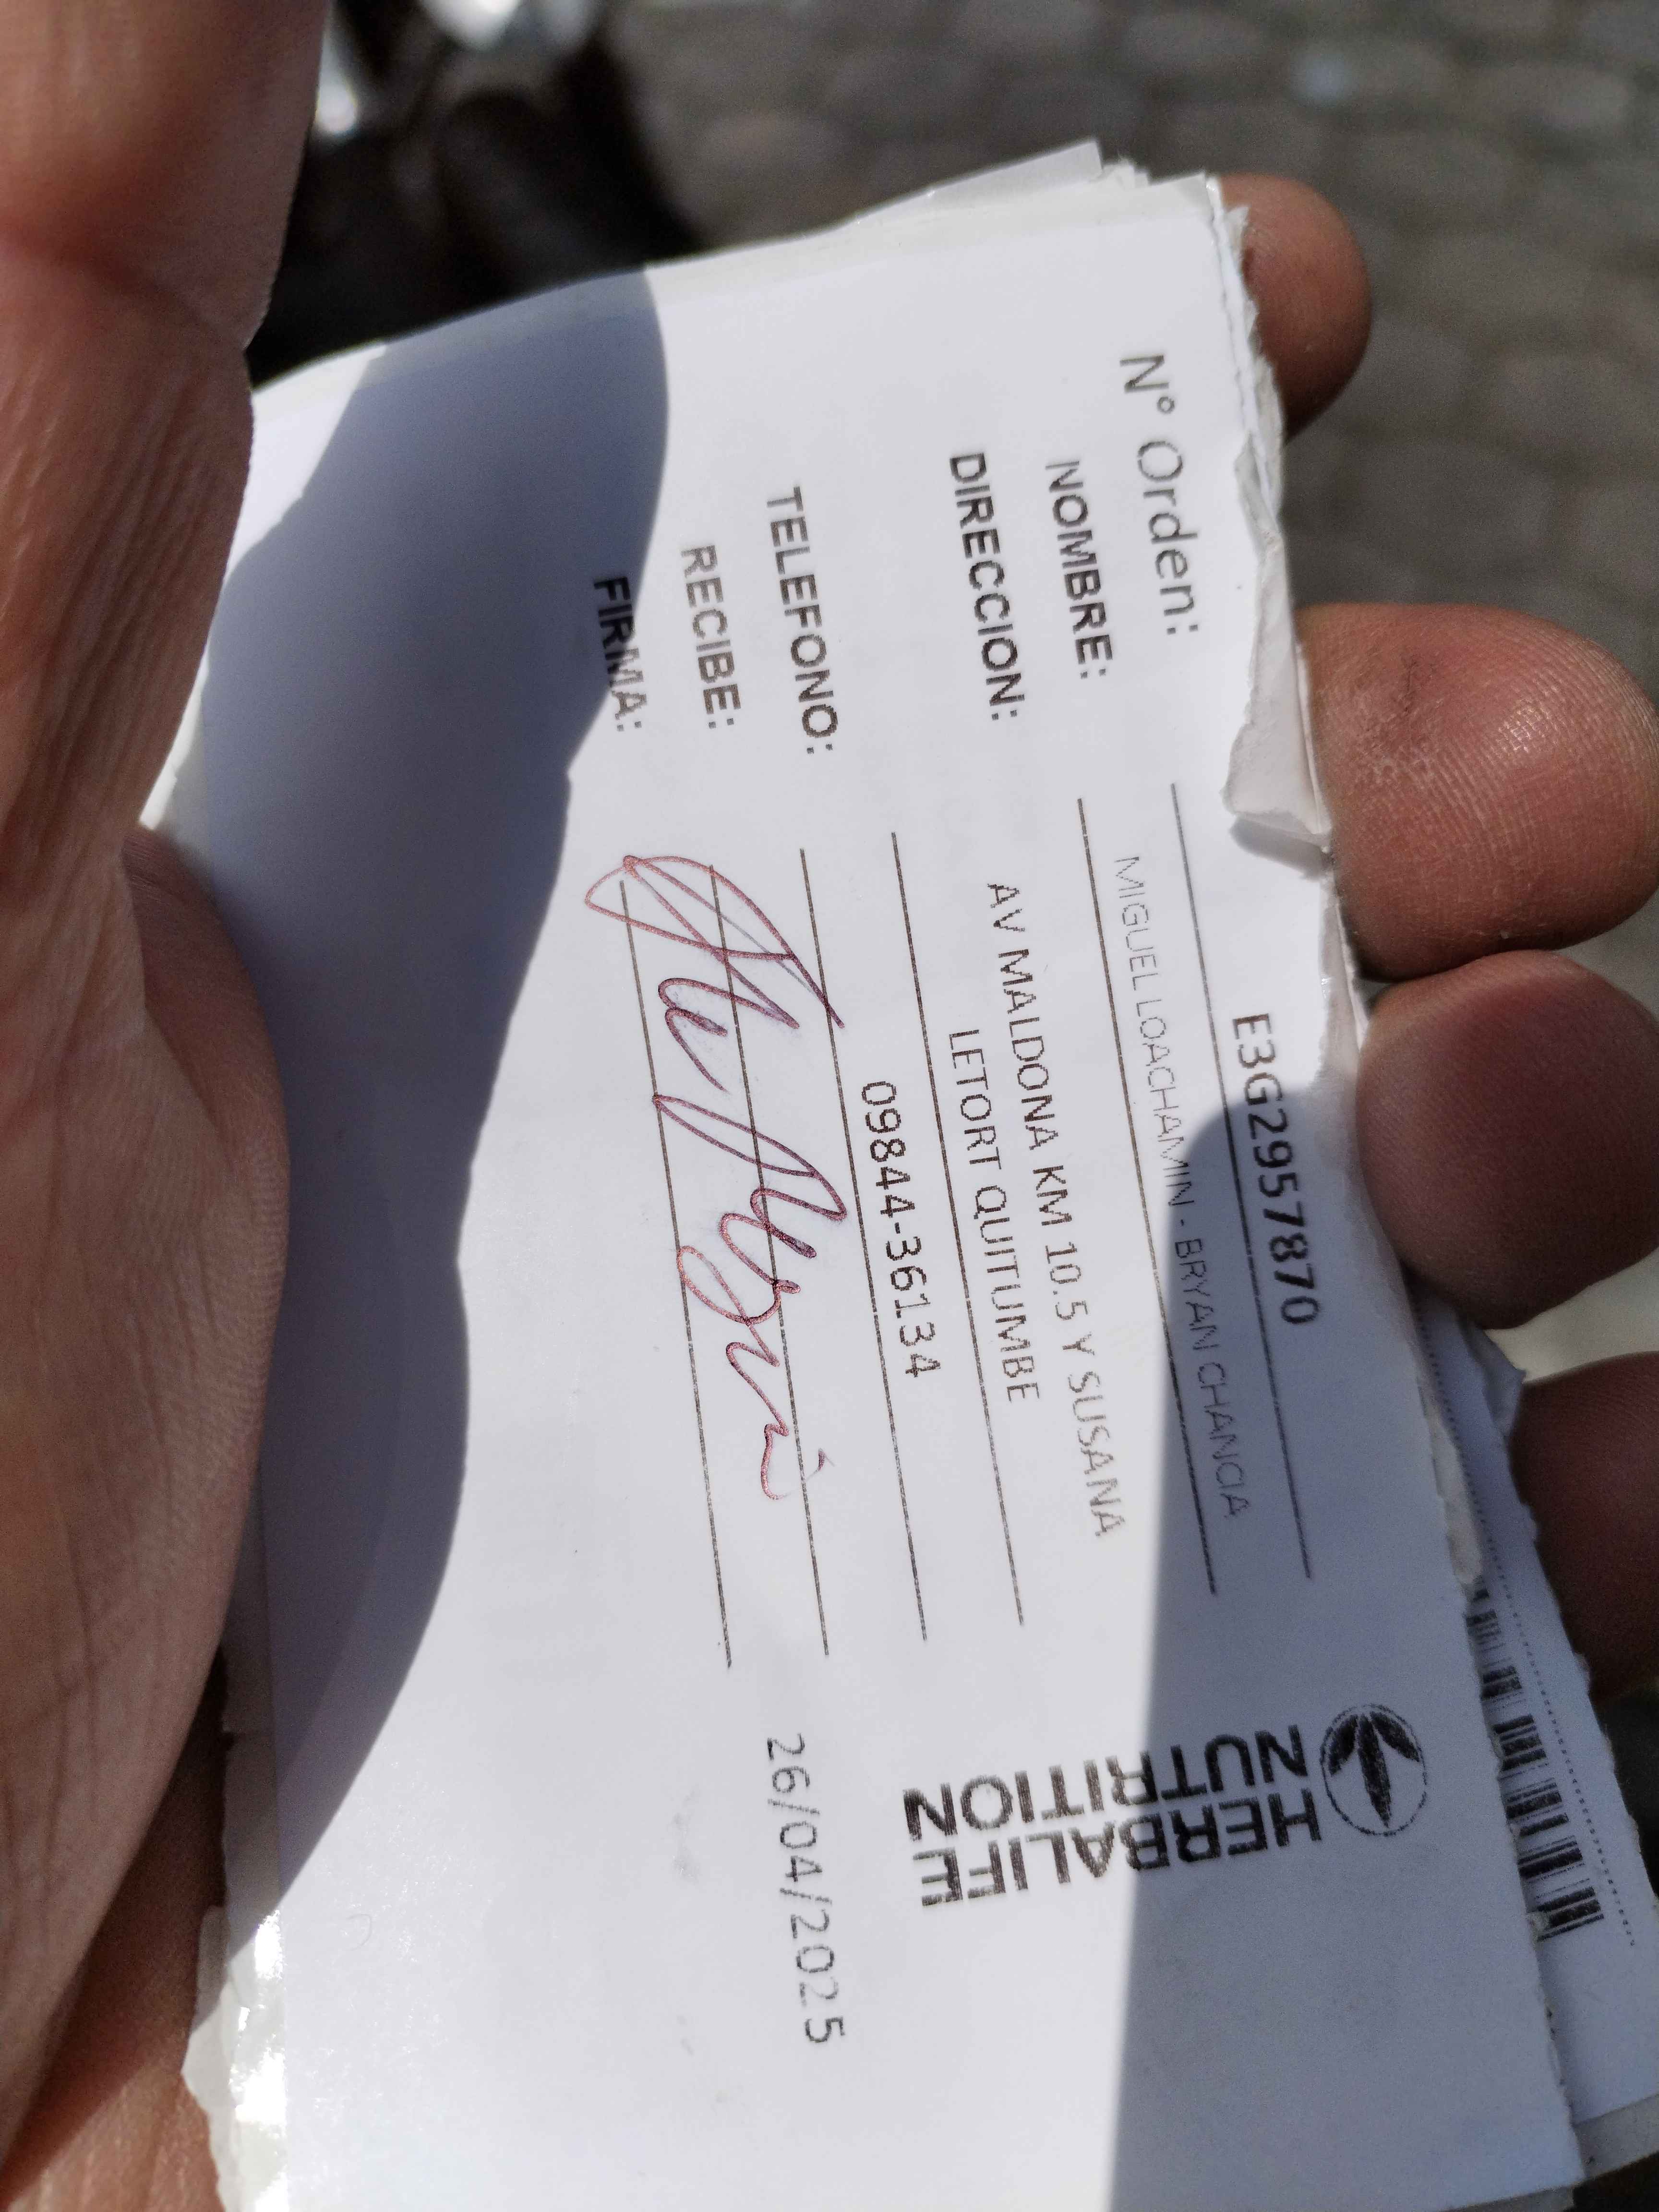 N° Orden: E3G2957870
NOMBRE: MIGUEL LOACHAMIN - BRYAN CHANCIA
DIRECCION: AV MALDONA KM 10.5 Y SUSANA
LETORT QUITUMBE
TELEFONO: 09844-36134
RECIBE:
FIRMA:
HERBALIFE
NUTRITION
26/04/2025